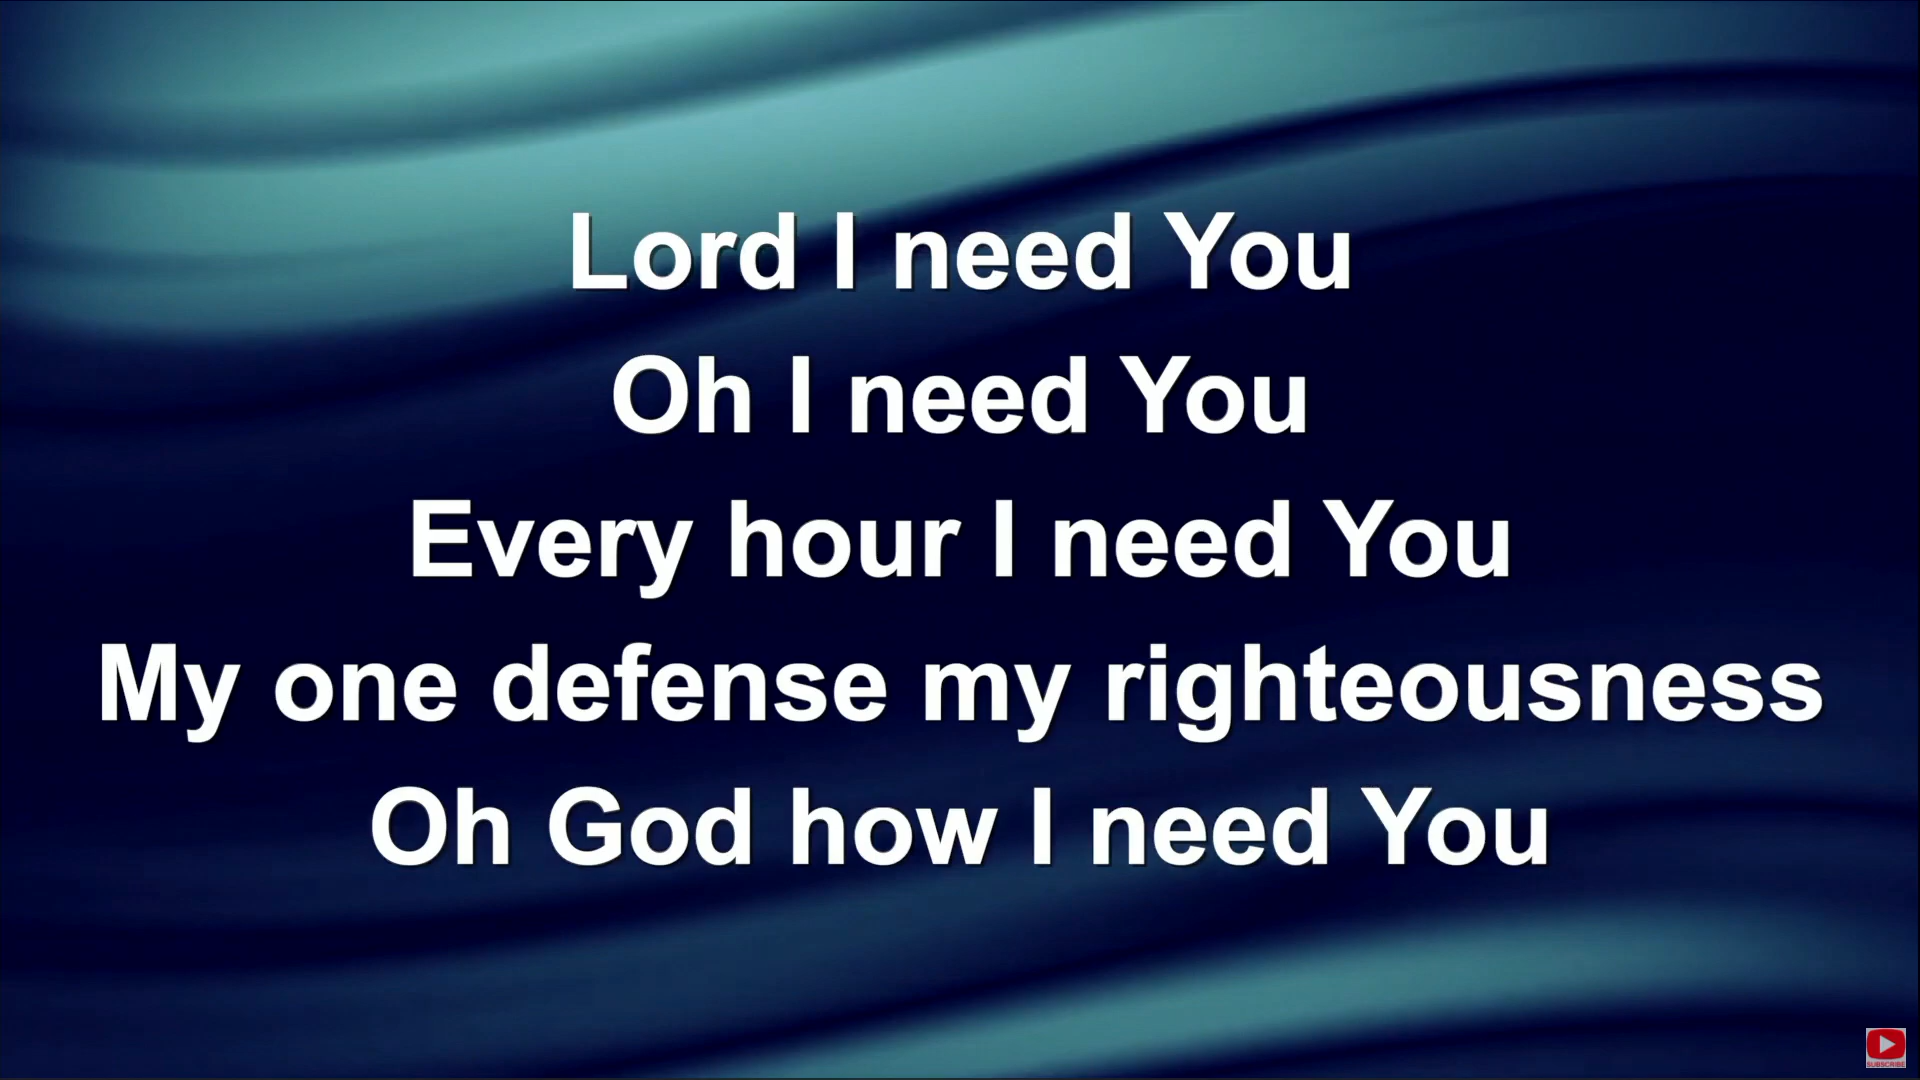 Lord I need You
Oh I need You
Every hour I need You
My one defense my righteousness
Oh God how I need You
SUBSCRIBE